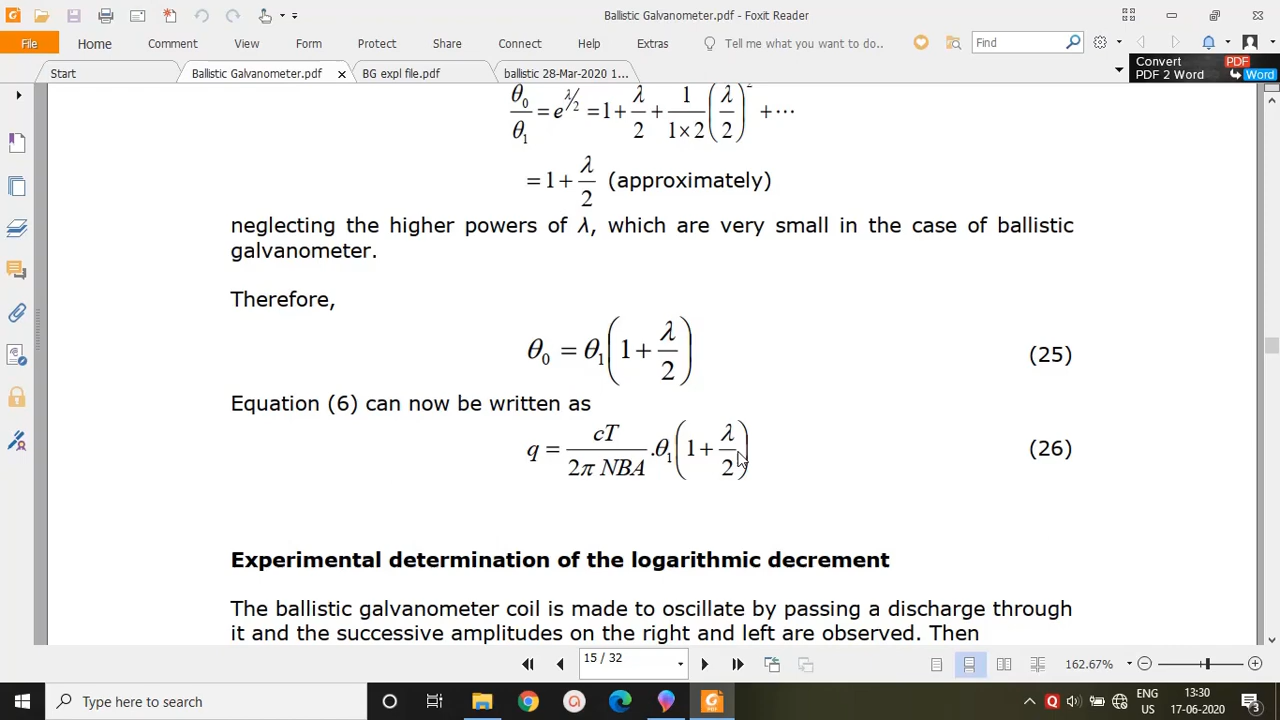 Ballistic Galvanometer.pdf - Foxit Reader
File Home Comment View Form Protect Share Connect Help Extras Tell me what you want to do.. Find
Start Ballistic Galvanometer.pdf BG expl file.pdf ballistic 28-Mar-2020 1...
Convert PDF
PDF 2 Word Word
θ₀/θ₁ = e^(λ/2) = 1 + λ/2 + 1/(1×2) (λ/2)² + ⋯
= 1 + λ/2 (approximately)
neglecting the higher powers of λ, which are very small in the case of ballistic
galvanometer.
Therefore,
θ₀ = θ₁(1 + λ/2) (25)
Equation (6) can now be written as
q = cT/(2π NBA) .θ₁(1 + λ/2) (26)
Experimental determination of the logarithmic decrement
The ballistic galvanometer coil is made to oscillate by passing a discharge through
it and the successive amplitudes on the right and left are observed. Then
15 / 32 162.67%
Type here to search
ENG 13:30
US 17-06-2020
3